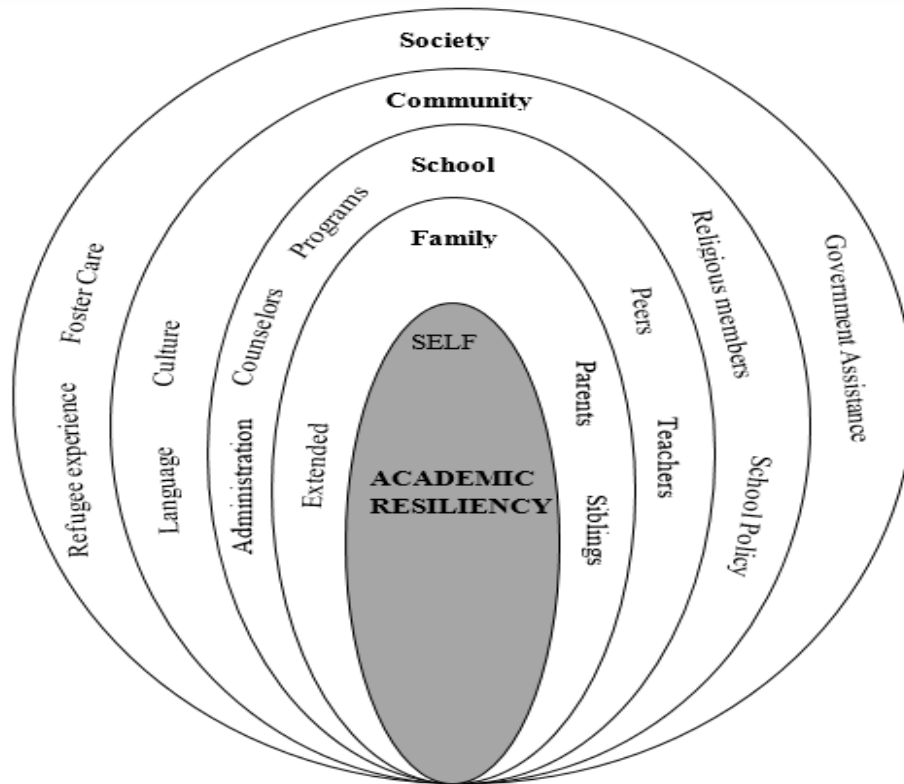 Society
Community
School
Family
SELF
ACADEMIC
RESILIENCY
Foster Care
Refugee experience
Culture
Language
Programs
Counselors
Administration
Extended
Parents
Siblings
Peers
Teachers
Religious members
School Policy
Government Assistance